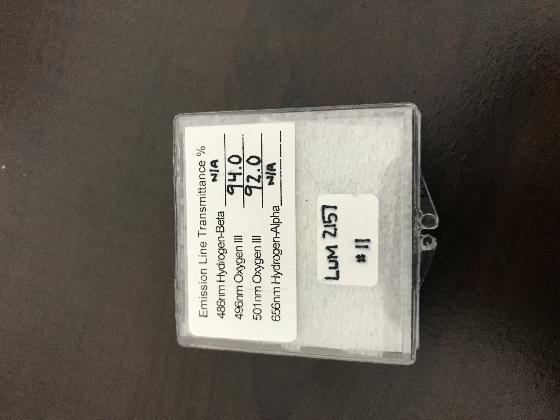 Emission Line Transmittance %
486nm Hydrogen-Beta N/A
496nm Oxygen III 94.0
501nm Oxygen III 92.0
656nm Hydrogen-Alpha N/A
LUM 2157
#11